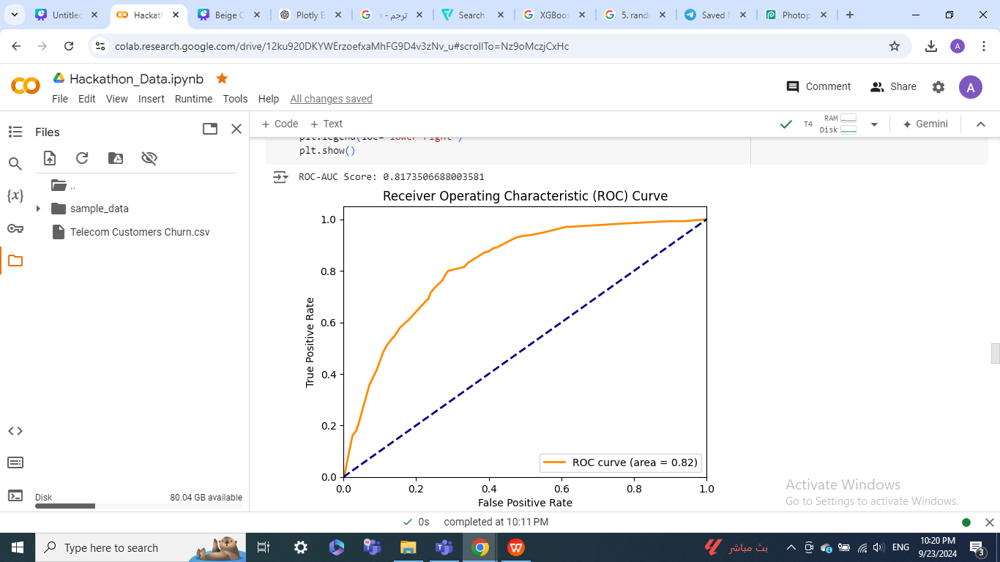 Untitled
Hackath
Beige C
Plotly E
ترجم - n
Search
XGBoos
5. rand
Saved M
Photop
colab.research.google.com/drive/12ku920DKYWErzoefxaMhFG9D4v3zNv_u#scrollTo=Nz9oMczjCxHc
A
CO Hackathon_Data.ipynb
File Edit View Insert Runtime Tools Help All changes saved
Comment Share A
Files
+ Code + Text
T4 RAM Disk Gemini
..
sample_data
Telecom Customers Churn.csv
{x}
<>
Disk 80.04 GB available
plt.legend(loc="lower right")
plt.show()
ROC-AUC Score: 0.8173506688003581
Receiver Operating Characteristic (ROC) Curve
True Positive Rate
1.0
0.8
0.6
0.4
0.2
0.0
0.0 0.2 0.4 0.6 0.8 1.0
False Positive Rate
ROC curve (area = 0.82)
Activate Windows
Go to Settings to activate Windows.
0s completed at 10:11 PM
Type here to search
بث مباشر
ENG
10:20 PM
9/23/2024
3